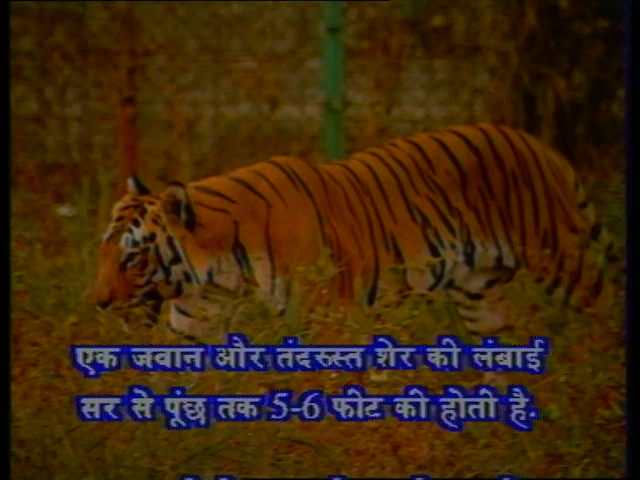 एक जवान और तंदरुस्त शेर की लंबाई
सर से पूंछ तक 5-6 फीट की होती है.